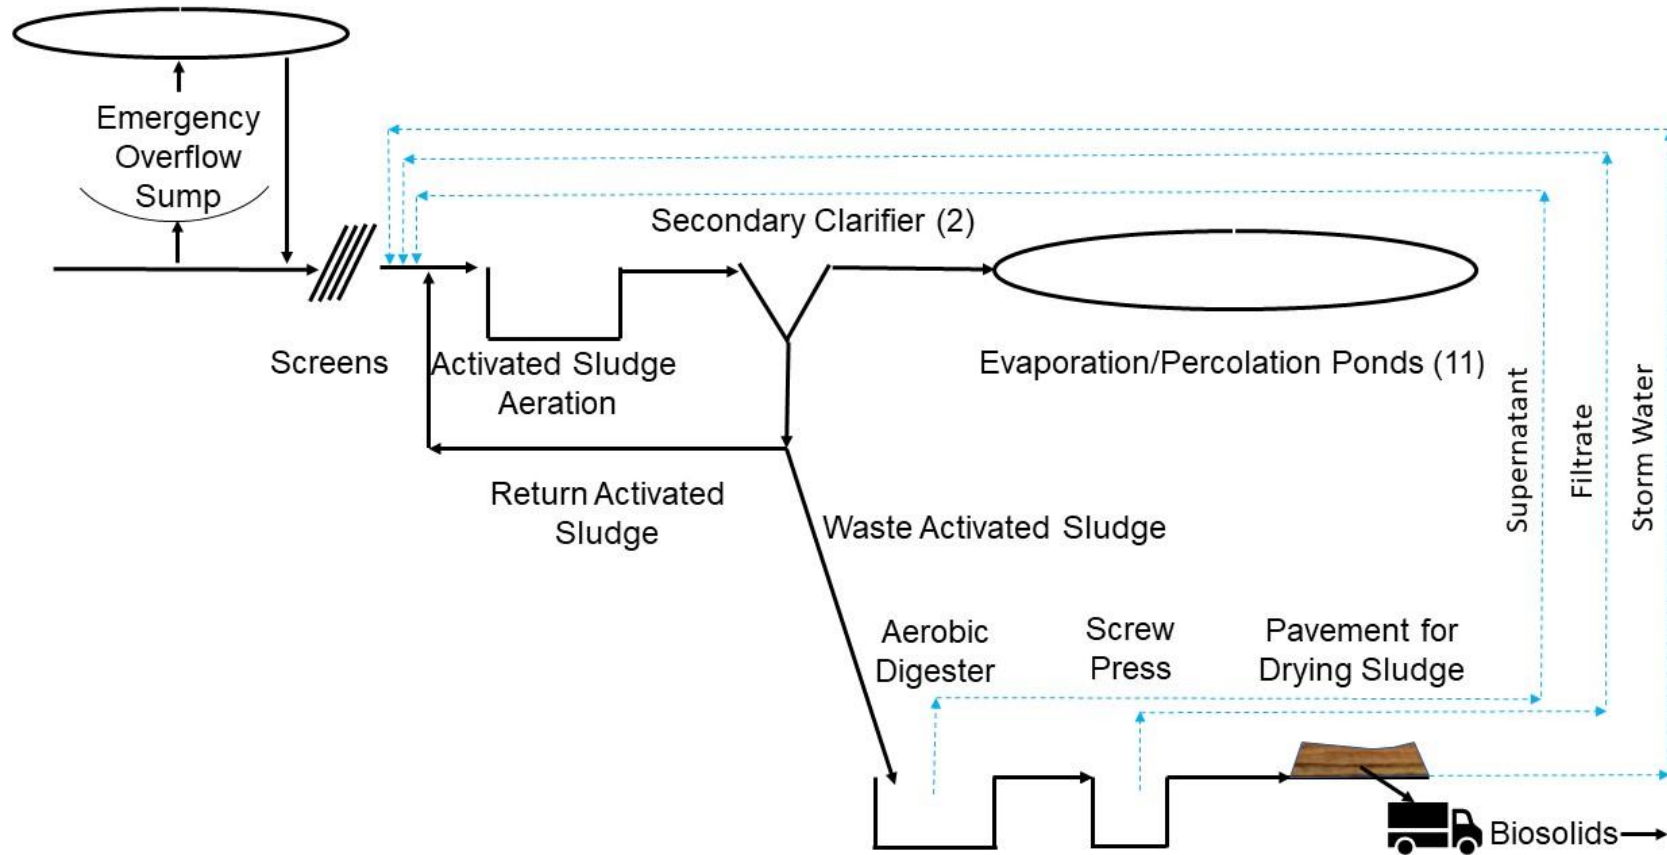 Emergency
Overflow
Sump
Secondary Clarifier (2)
Screens
Activated Sludge
Aeration
Evaporation/Percolation Ponds (11)
Supernatant
Filtrate
Storm Water
Return Activated
Sludge
Waste Activated Sludge
Aerobic
Digester
Screw
Press
Pavement for
Drying Sludge
Biosolids